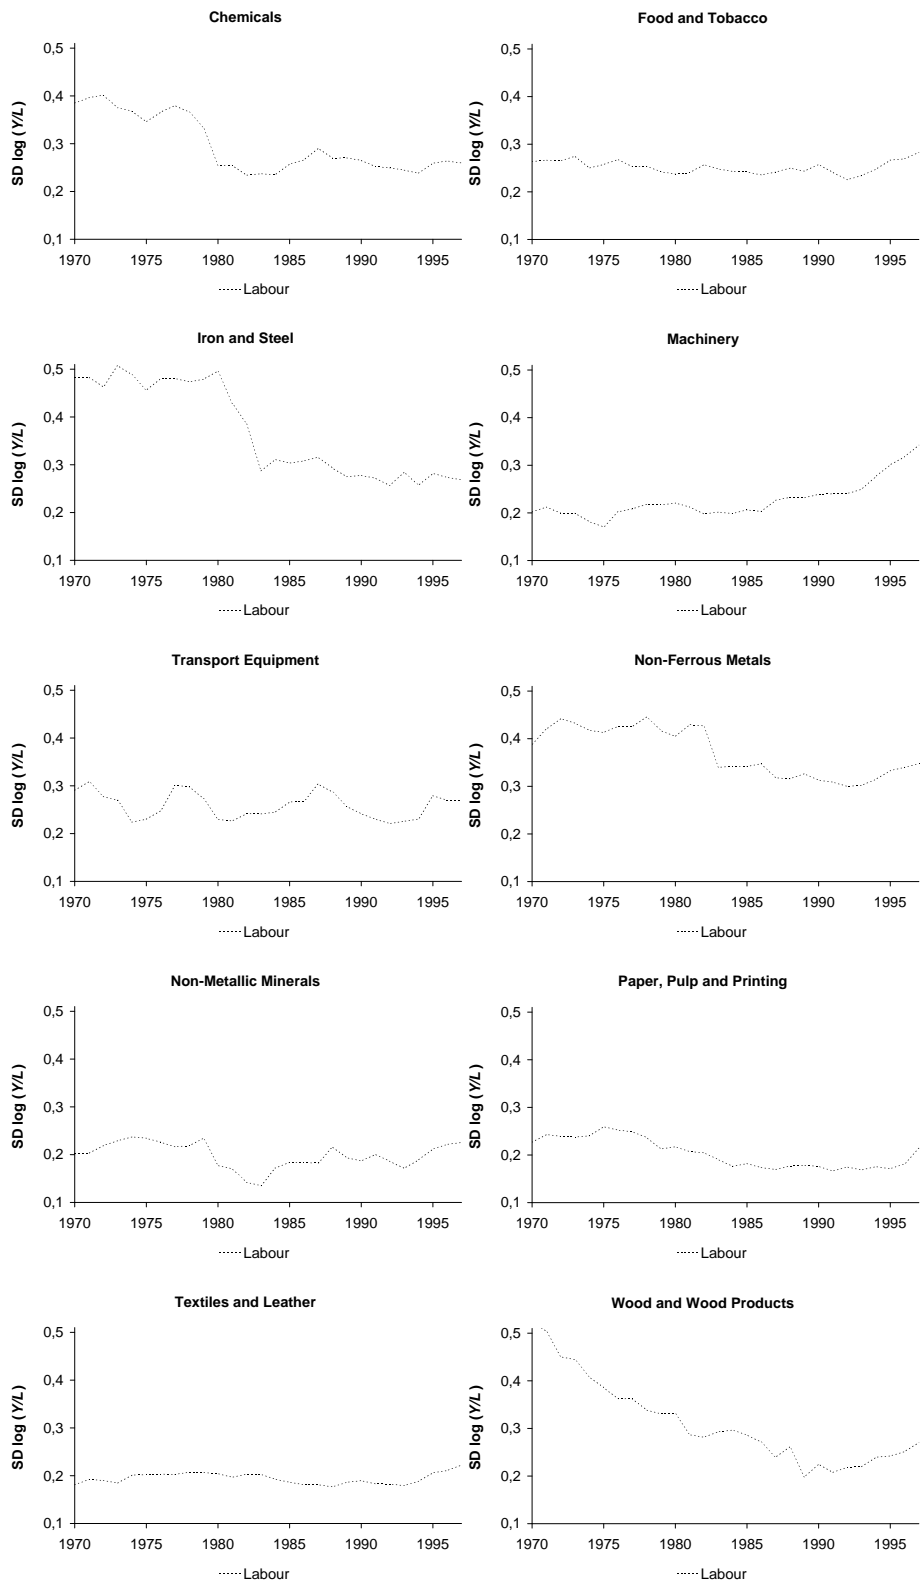 Chemicals
0,5
0,4
0,3
0,2
0,1
SD log (Y/L)
1970 1975 1980 1985 1990 1995
Labour
Food and Tobacco
0,5
0,4
0,3
0,2
0,1
SD log (Y/L)
1970 1975 1980 1985 1990 1995
Labour
Iron and Steel
0,5
0,4
0,3
0,2
0,1
SD log (Y/L)
1970 1975 1980 1985 1990 1995
Labour
Machinery
0,5
0,4
0,3
0,2
0,1
SD log (Y/L)
1970 1975 1980 1985 1990 1995
Labour
Transport Equipment
0,5
0,4
0,3
0,2
0,1
SD log (Y/L)
1970 1975 1980 1985 1990 1995
Labour
Non-Ferrous Metals
0,5
0,4
0,3
0,2
0,1
SD log (Y/L)
1970 1975 1980 1985 1990 1995
Labour
Non-Metallic Minerals
0,5
0,4
0,3
0,2
0,1
SD log (Y/L)
1970 1975 1980 1985 1990 1995
Labour
Paper, Pulp and Printing
0,5
0,4
0,3
0,2
0,1
SD log (Y/L)
1970 1975 1980 1985 1990 1995
Labour
Textiles and Leather
0,5
0,4
0,3
0,2
0,1
SD log (Y/L)
1970 1975 1980 1985 1990 1995
Labour
Wood and Wood Products
0,5
0,4
0,3
0,2
0,1
SD log (Y/L)
1970 1975 1980 1985 1990 1995
Labour